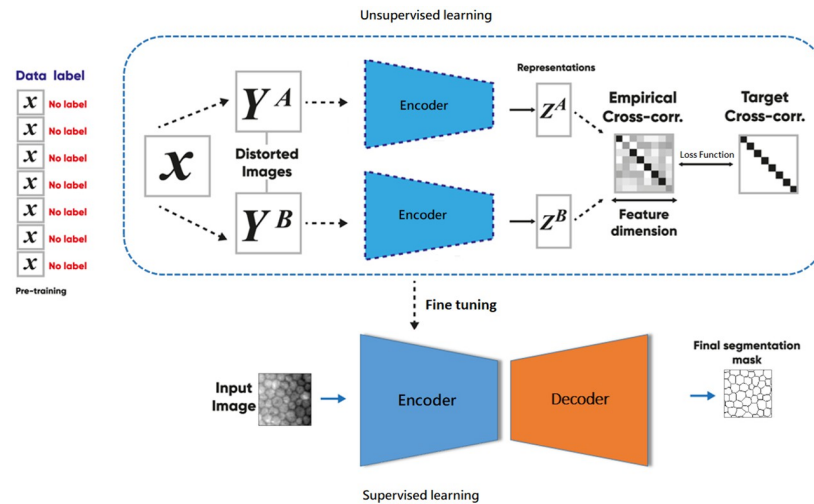 Unsupervised learning
Data label
x No label
x No label
x No label
x No label
x No label
x No label
x No label
Pre-training
x
Y A
Distorted
Images
Y B
Encoder
Encoder
Representations
Z A
Z B
Empirical
Cross-corr.
Feature
dimension
Loss Function
Target
Cross-corr.
Fine tuning
Input
Image
Encoder
Decoder
Final segmentation
mask
Supervised learning